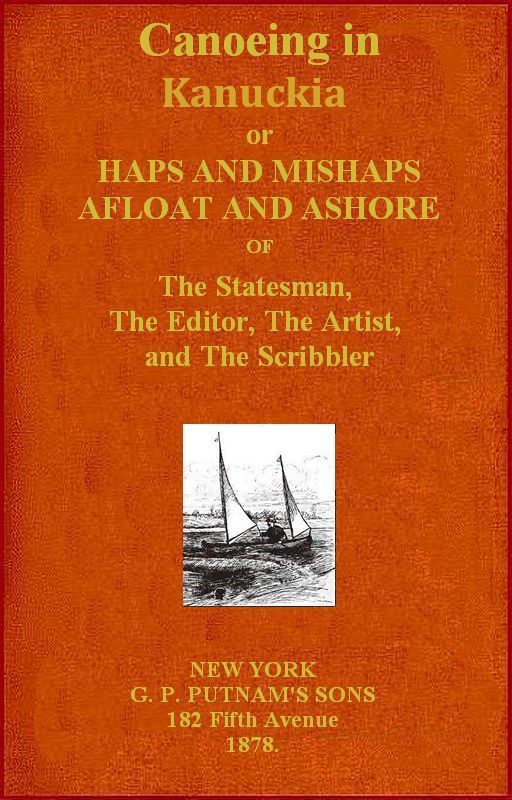 Canoeing in
Kanuckia
or
HAPS AND MISHAPS
AFLOAT AND ASHORE
OF
The Statesman,
The Editor, The Artist,
and The Scribbler
NEW YORK
G. P. PUTNAM'S SONS
182 Fifth Avenue
1878.